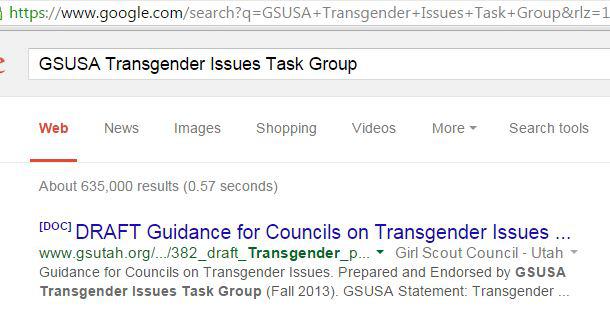 https://www.google.com/search?q=GSUSA+Transgender+Issues+Task+Group&rlz=1
GSUSA Transgender Issues Task Group
Web News Images Shopping Videos More Search tools
About 635,000 results (0.57 seconds)
[DOC] DRAFT Guidance for Councils on Transgender Issues ...
www.gsutah.org/.../382_draft_Transgender_p... Girl Scout Council - Utah
Guidance for Councils on Transgender Issues. Prepared and Endorsed by GSUSA
Transgender Issues Task Group (Fall 2013). GSUSA Statement: Transgender ...